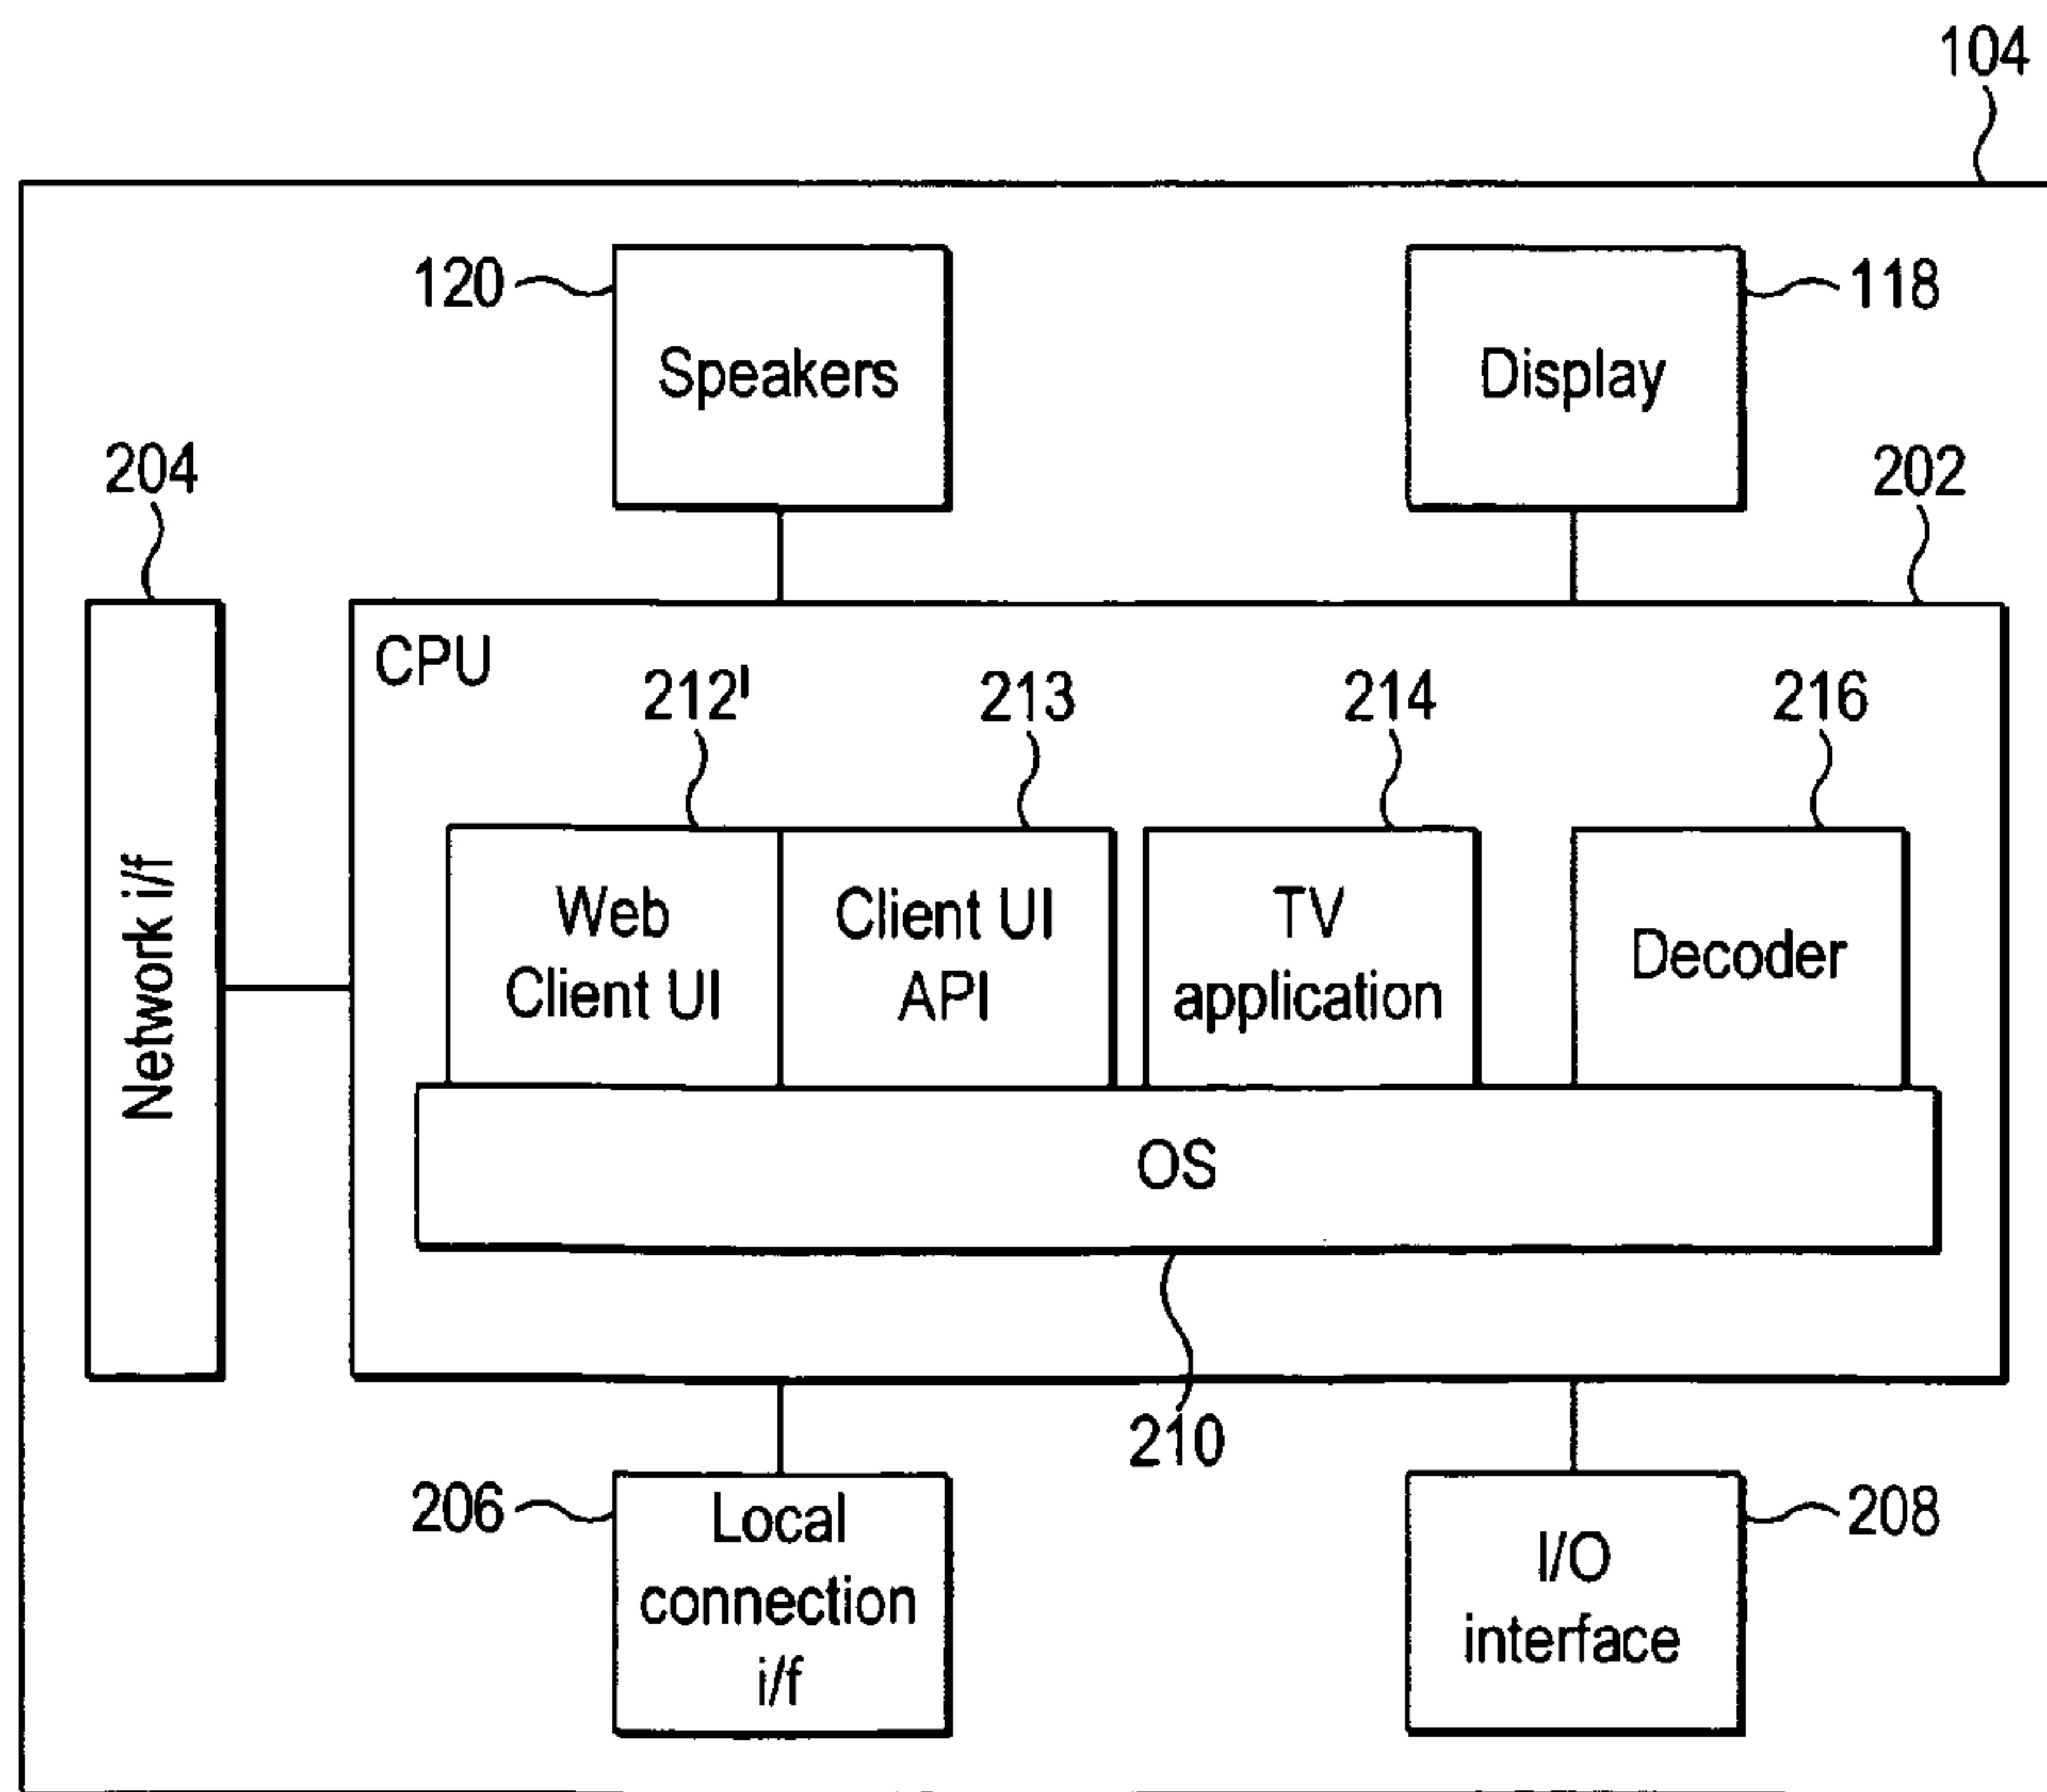 104
120
Speakers
Display
118
204
202
Network i/f
CPU
212'
213
214
216
Web
Client UI
Client UI
API
TV
application
Decoder
OS
210
206
Local
connection
i/f
I/O
interface
208